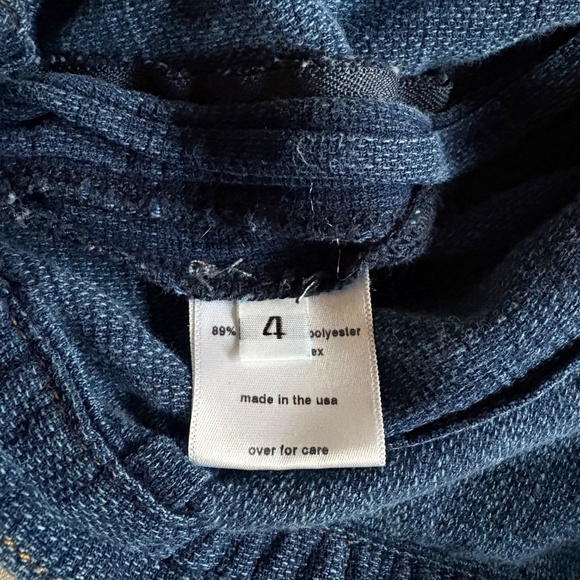 4
89% polyester
ex
made in the usa
over for care